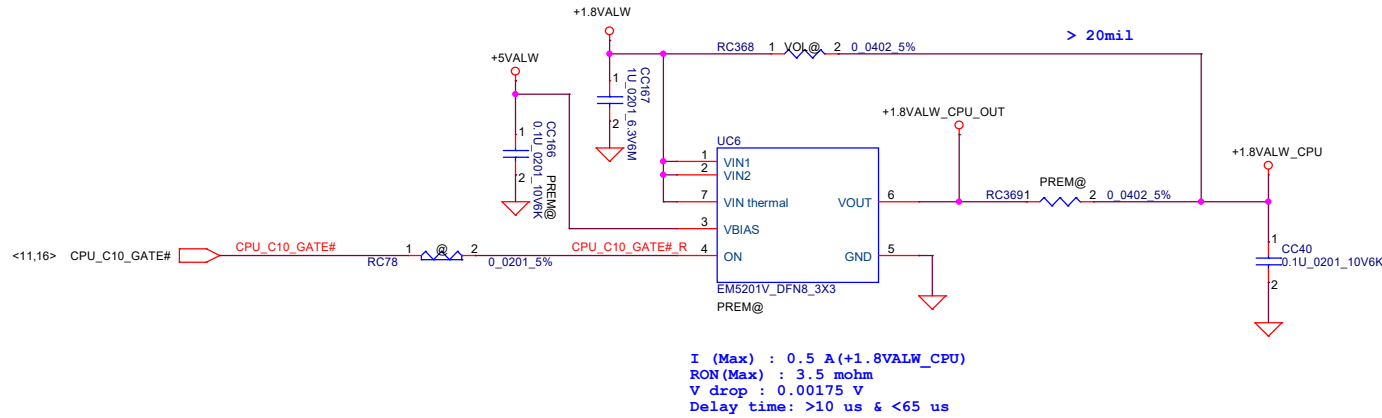 +1.8VALW
+5VALW
RC368 1 VOL@ 2 0_0402_5%
> 20mil
1
CC167
1U_0201_6.3V6M
2
1
CC166
0.1U_0201_10V6K
PREM@
2
+1.8VALW_CPU_OUT
+1.8VALW_CPU
UC6
1 VIN1
2 VIN2
7 VIN thermal VOUT 6
3 VBIAS
4 ON GND 5
EM5201V_DFN8_3X3
PREM@
RC369 1 PREM@ 2 0_0402_5%
<11,16> CPU_C10_GATE# CPU_C10_GATE# 1 @ 2 CPU_C10_GATE#_R
RC78 0_0201_5%
1
CC40
0.1U_0201_10V6K
2
I (Max) : 0.5 A(+1.8VALW_CPU)
RON(Max) : 3.5 mohm
V drop : 0.00175 V
Delay time: >10 us & <65 us